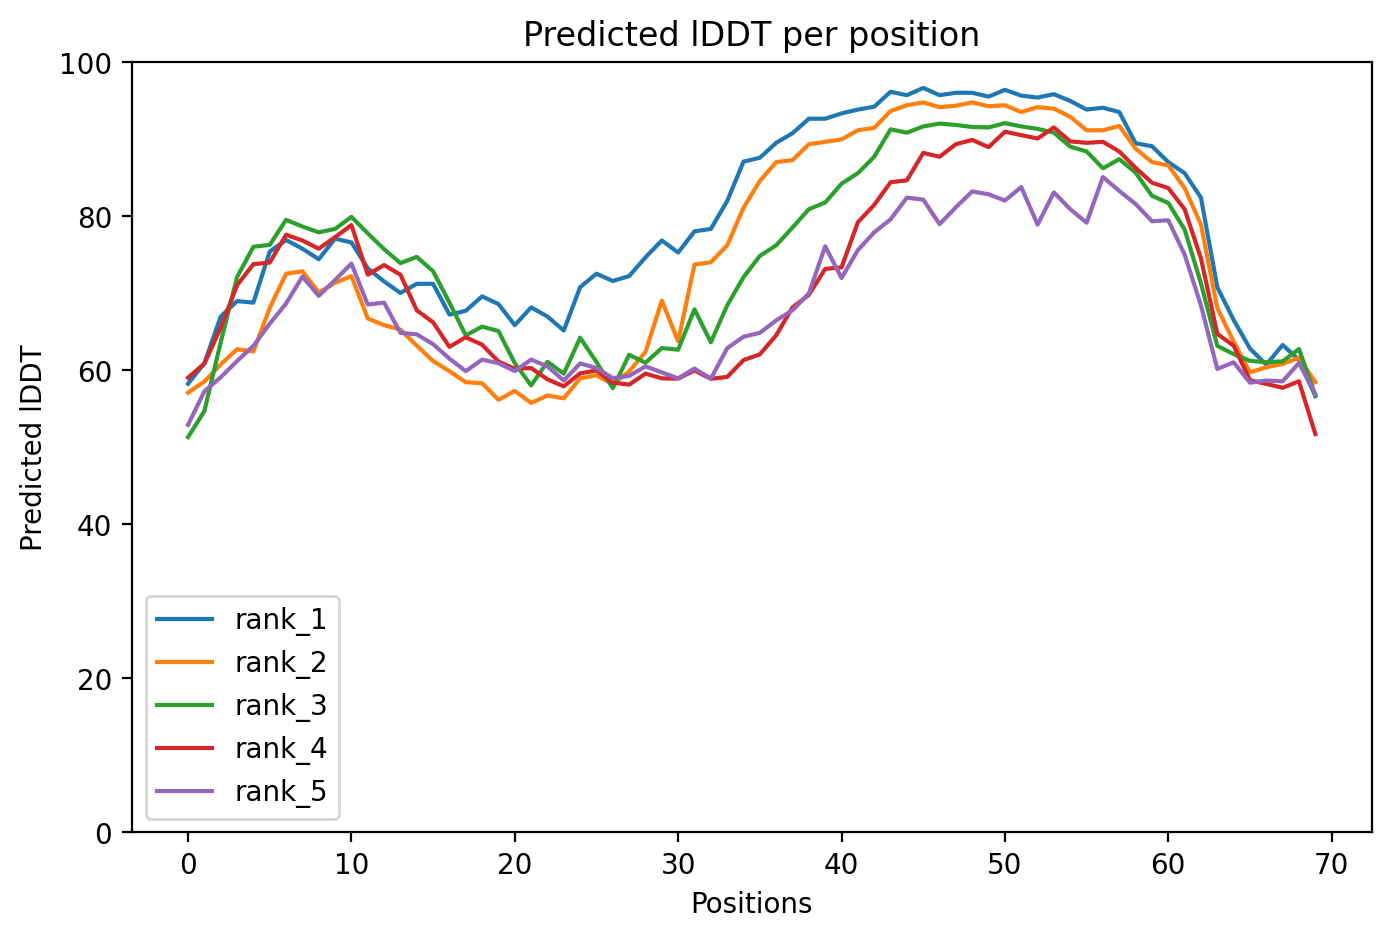 Predicted lDDT per position
Predicted lDDT
100
80
60
40
20
0
rank_1
rank_2
rank_3
rank_4
rank_5
0 10 20 30 40 50 60 70
Positions